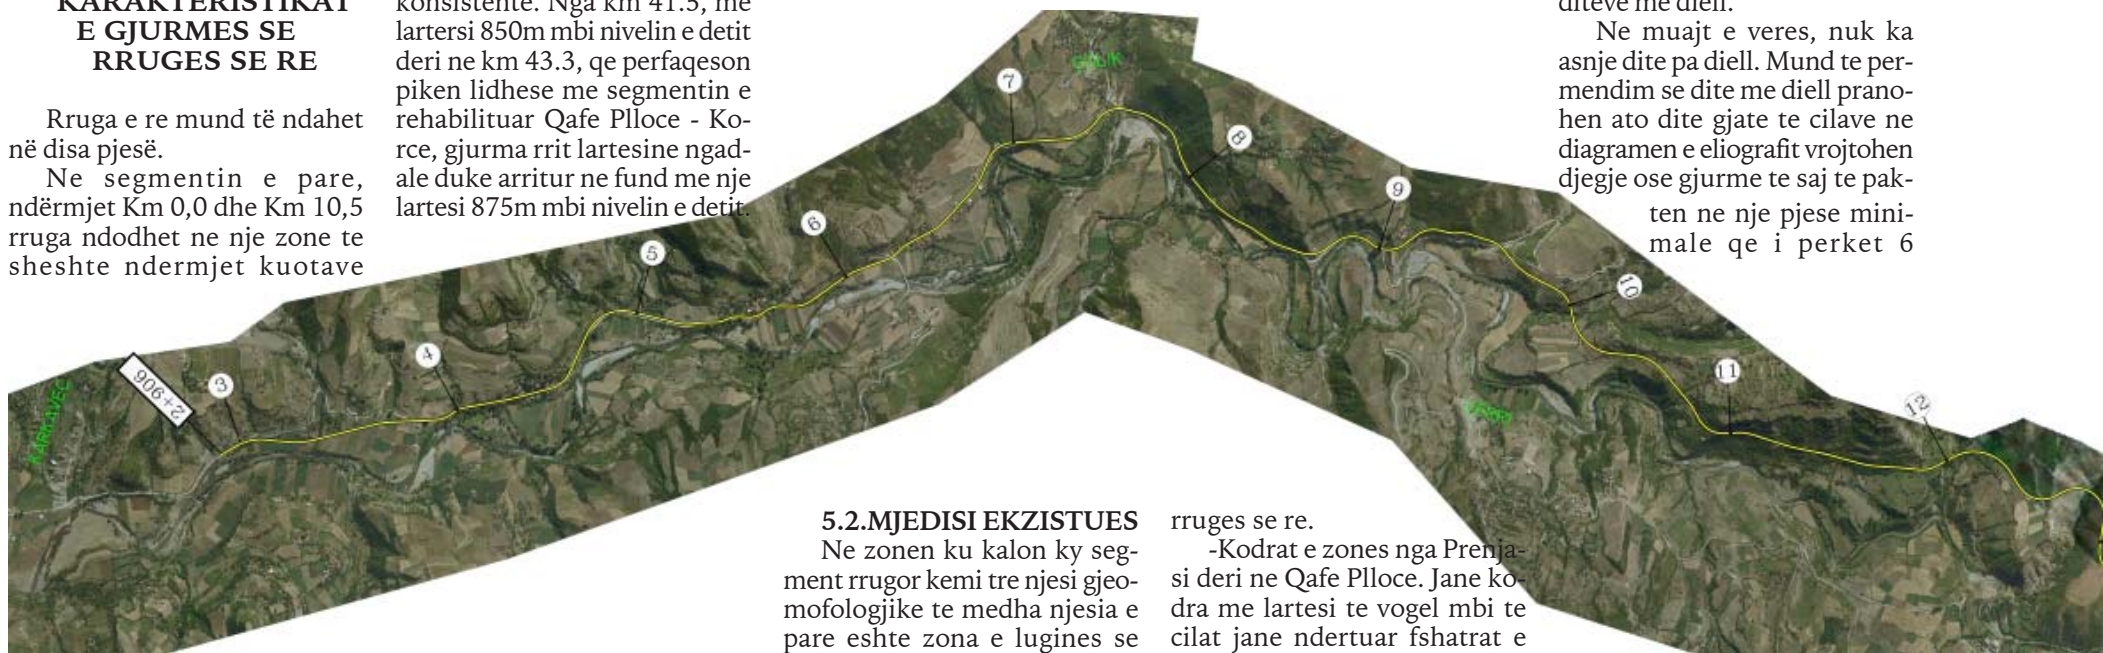 KARAKTERISTIKAT
E GJURMES SE
RRUGES SE RE
Rruga e re mund të ndahet
në disa pjesë.
Ne segmentin e pare,
ndërmjet Km 0,0 dhe Km 10,5
rruga ndodhet ne nje zone te
sheshte ndermjet kuotave
konsistente. Nga km 41.5, me
lartersi 850m mbi nivelin e detit
deri ne km 43.3, qe perfaqeson
piken lidhese me segmentin e
rehabilituar Qafe Plloce - Ko-
rce, gjurma rrit lartesine ngad-
ale duke arritur ne fund me nje
lartesi 875m mbi nivelin e detit.
diteve me diell.
Ne muajt e veres, nuk ka
asnje dite pa diell. Mund te per-
mendim se dite me diell prano-
hen ato dite gjate te cilave ne
diagramen e eliografit vrojtohen
djegje ose gjurme te saj te pak-
ten ne nje pjese mini-
male qe i perket 6
KARKAVEC
2+906
3
4
5
6
7
8
9
10
11
12
5.2.MJEDISI EKZISTUES
Ne zonen ku kalon ky seg-
ment rrugor kemi tre njesi gjeo-
mofologjike te medha njesia e
pare eshte zona e lugines se
rruges se re.
-Kodrat e zones nga Prenja-
si deri ne Qafe Plloce. Jane ko-
dra me lartesi te vogel mbi te
cilat jane ndertuar fshatrat e